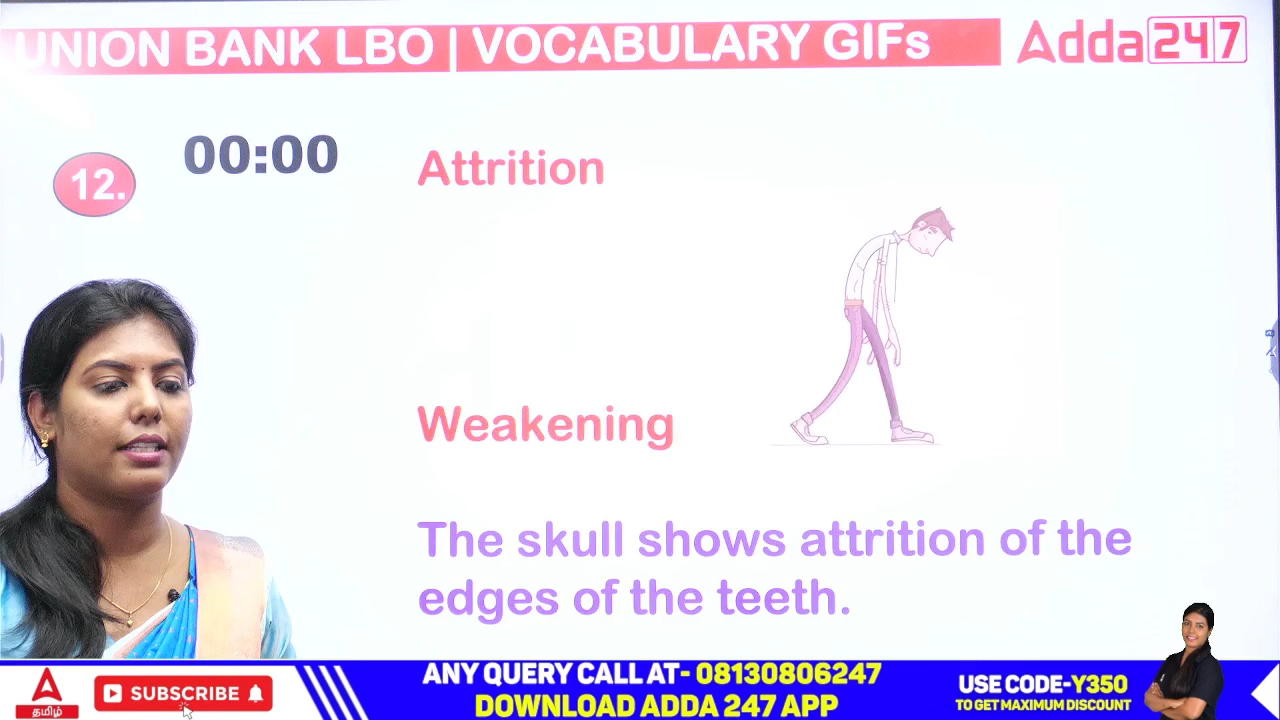 UNION BANK LBO | VOCABULARY GIFs
Adda247
12.
00:00
Attrition
Weakening
The skull shows attrition of the
edges of the teeth.
தமிழ்
SUBSCRIBE
ANY QUERY CALL AT- 08130806247
DOWNLOAD ADDA 247 APP
USE CODE-Y350
TO GET MAXIMUM DISCOUNT